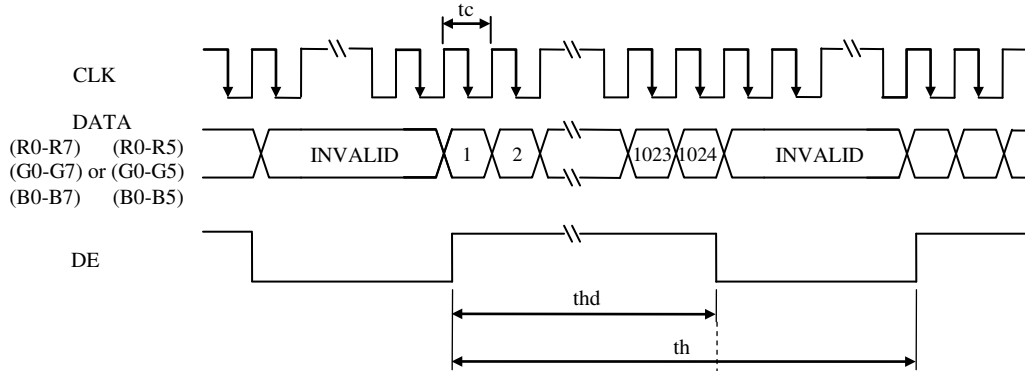 tc
CLK
DATA
(R0-R7) (R0-R5)
(G0-G7) or (G0-G5)
(B0-B7) (B0-B5)
INVALID 1 2 1023 1024 INVALID
DE
thd
th